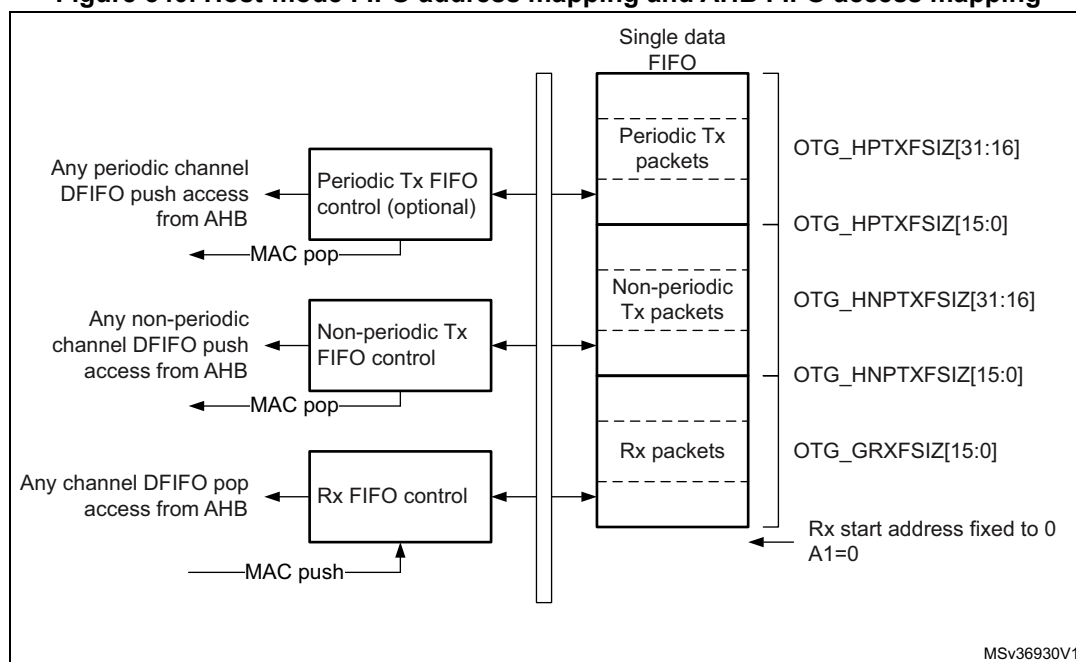 Figure 543. Host-mode FIFO address mapping and AHB FIFO access mapping
Single data
FIFO
Periodic Tx
packets
OTG_HPTXFSIZ[31:16]
Any periodic channel
DFIFO push access
from AHB
Periodic Tx FIFO
control (optional)
MAC pop
OTG_HPTXFSIZ[15:0]
Non-periodic
Tx packets
OTG_HNPTXFSIZ[31:16]
Any non-periodic
channel DFIFO push
access from AHB
Non-periodic Tx
FIFO control
MAC pop
OTG_HNPTXFSIZ[15:0]
Rx packets
OTG_GRXFSIZ[15:0]
Any channel DFIFO pop
access from AHB
Rx FIFO control
MAC push
Rx start address fixed to 0
A1=0
MSv36930V1